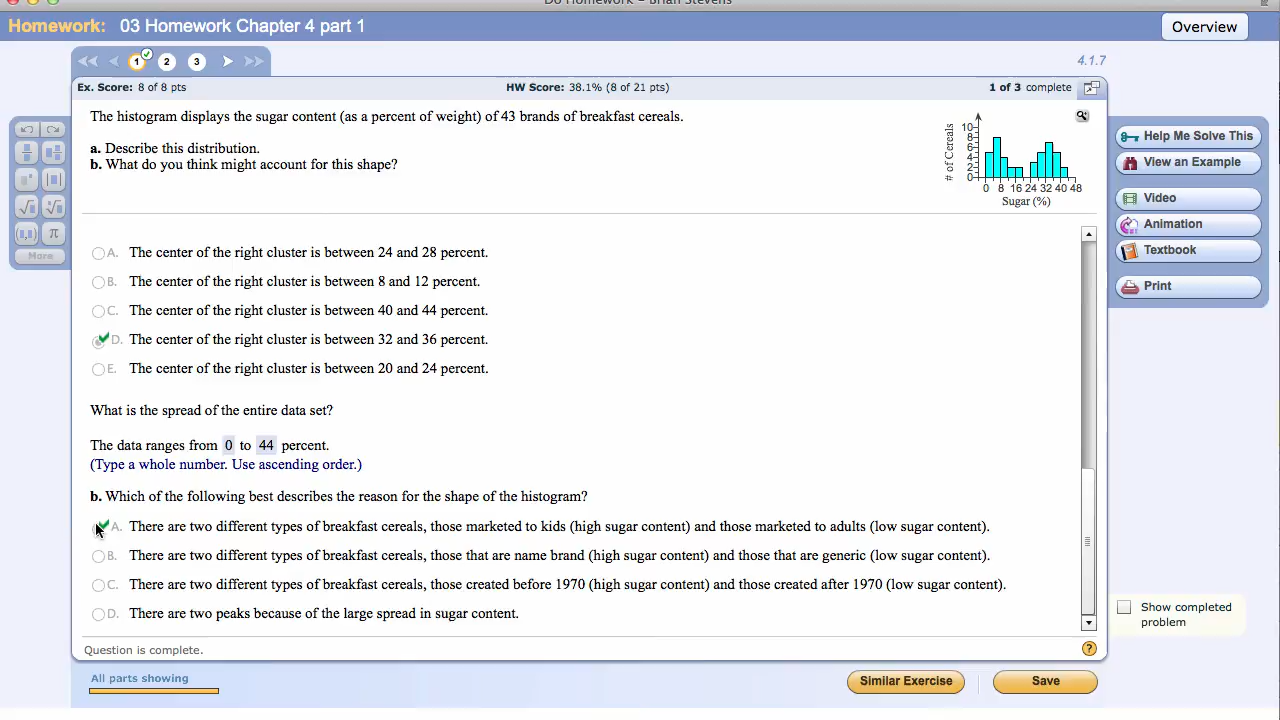 Do Homework - Brian Stevens
Homework: 03 Homework Chapter 4 part 1
Overview
1 2 3
4.1.7
Ex. Score: 8 of 8 pts
HW Score: 38.1% (8 of 21 pts)
1 of 3 complete
The histogram displays the sugar content (as a percent of weight) of 43 brands of breakfast cereals.
a. Describe this distribution.
b. What do you think might account for this shape?
# of Cereals
10
8
6
4
2
0
0 8 16 24 32 40 48
Sugar (%)
Help Me Solve This
View an Example
Video
Animation
Textbook
Print
(1,1) π
More
A. The center of the right cluster is between 24 and 28 percent.
B. The center of the right cluster is between 8 and 12 percent.
C. The center of the right cluster is between 40 and 44 percent.
D. The center of the right cluster is between 32 and 36 percent.
E. The center of the right cluster is between 20 and 24 percent.
What is the spread of the entire data set?
The data ranges from 0 to 44 percent.
(Type a whole number. Use ascending order.)
b. Which of the following best describes the reason for the shape of the histogram?
A. There are two different types of breakfast cereals, those marketed to kids (high sugar content) and those marketed to adults (low sugar content).
B. There are two different types of breakfast cereals, those that are name brand (high sugar content) and those that are generic (low sugar content).
C. There are two different types of breakfast cereals, those created before 1970 (high sugar content) and those created after 1970 (low sugar content).
D. There are two peaks because of the large spread in sugar content.
Show completed
problem
Question is complete.
?
All parts showing
Similar Exercise
Save